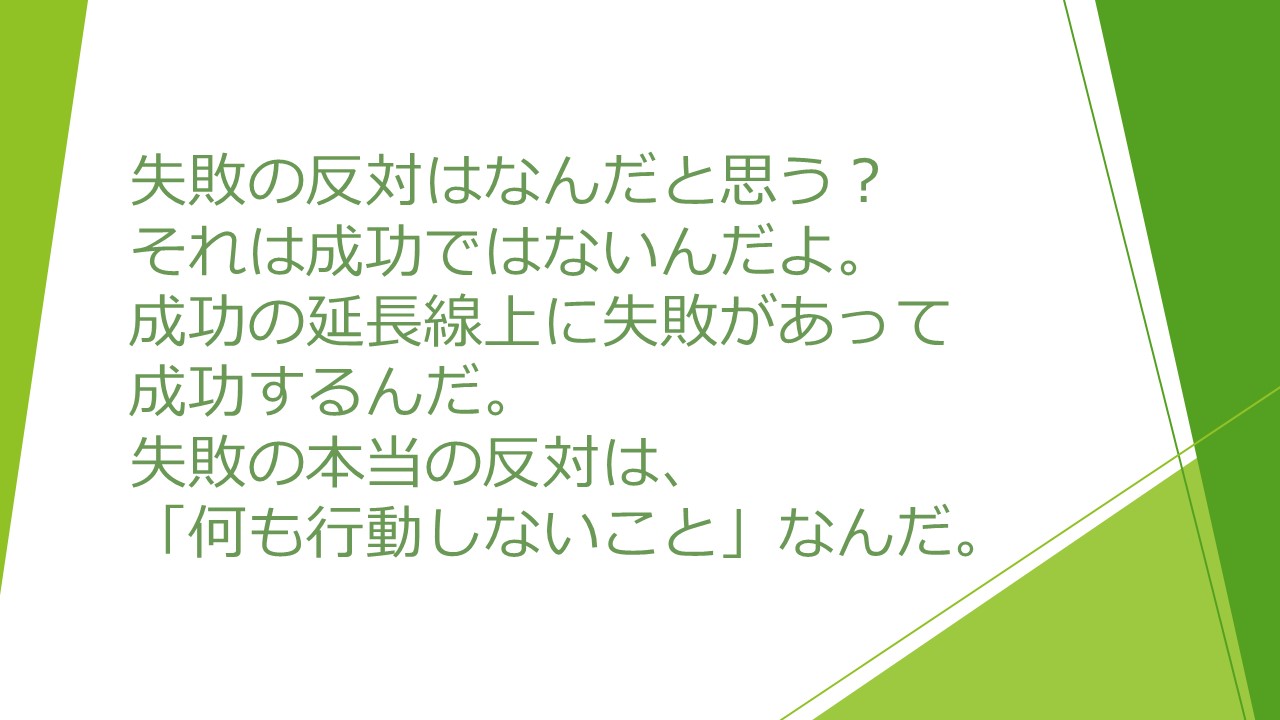 失敗の反対はなんだと思う？
それは成功ではないんだよ。
成功の延長線上に失敗があって
成功するんだ。
失敗の本当の反対は、
「何も行動しないこと」なんだ。